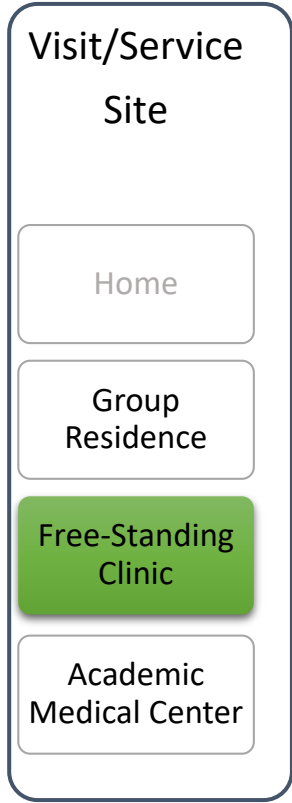 Visit/Service
Site
Home
Group
Residence
Free-Standing
Clinic
Academic
Medical Center